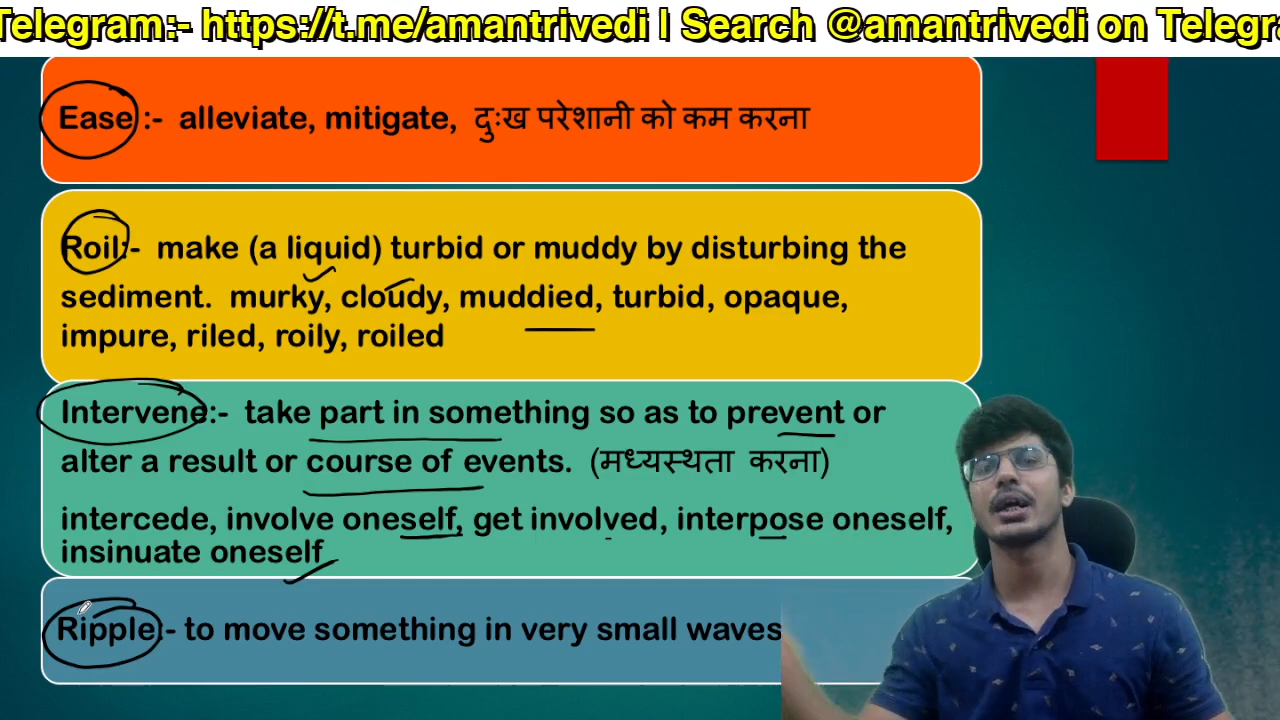 Telegram:- https://t.me/amantrivedi | Search @amantrivedi on Telegra
Ease :- alleviate, mitigate, दुःख परेशानी को कम करना
Roil:- make (a liquid) turbid or muddy by disturbing the
sediment. murky, cloudy, muddied, turbid, opaque,
impure, riled, roily, roiled
Intervene:- take part in something so as to prevent or
alter a result or course of events. (मध्यस्थता करना)
intercede, involve oneself, get involved, interpose oneself,
insinuate oneself
Ripple:- to move something in very small waves